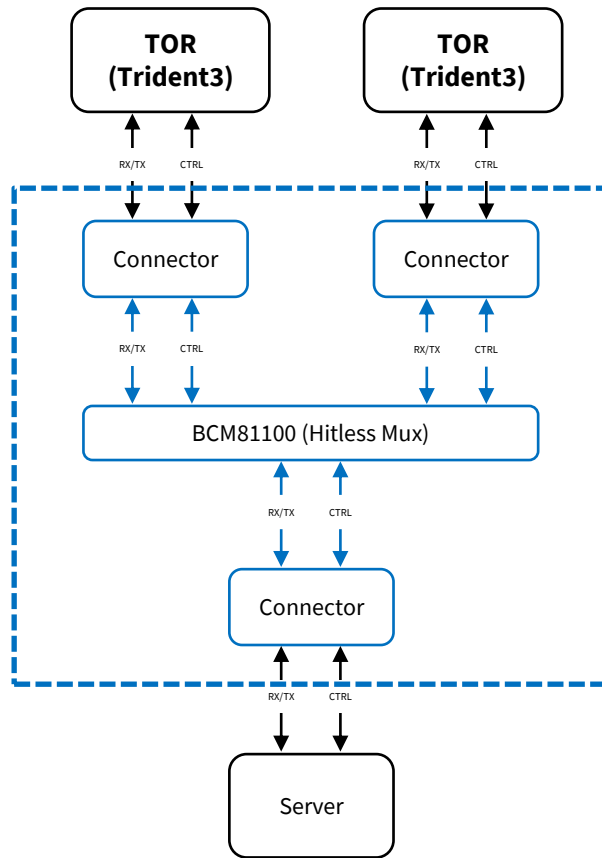 TOR
(Trident3)
TOR
(Trident3)
RX/TX
CTRL
RX/TX
CTRL
Connector
Connector
RX/TX
CTRL
RX/TX
CTRL
BCM81100 (Hitless Mux)
RX/TX
CTRL
Connector
RX/TX
CTRL
Server